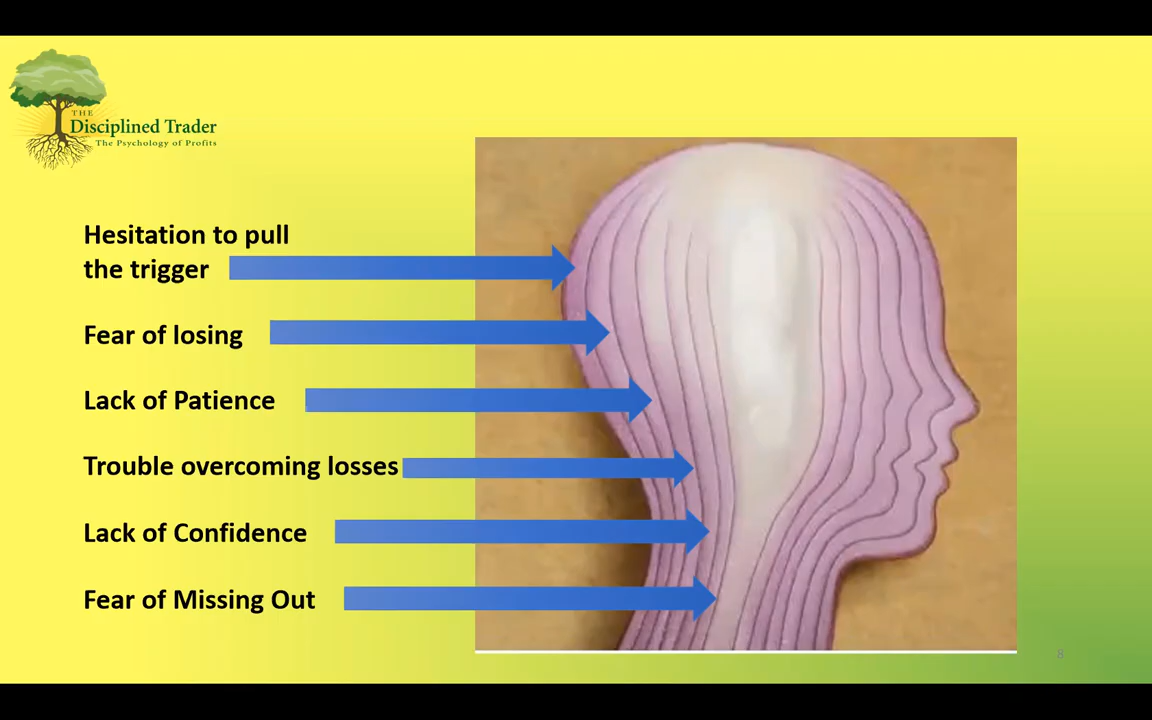 THE
Disciplined Trader
The Psychology of Profits
Hesitation to pull
the trigger
Fear of losing
Lack of Patience
Trouble overcoming losses
Lack of Confidence
Fear of Missing Out
8